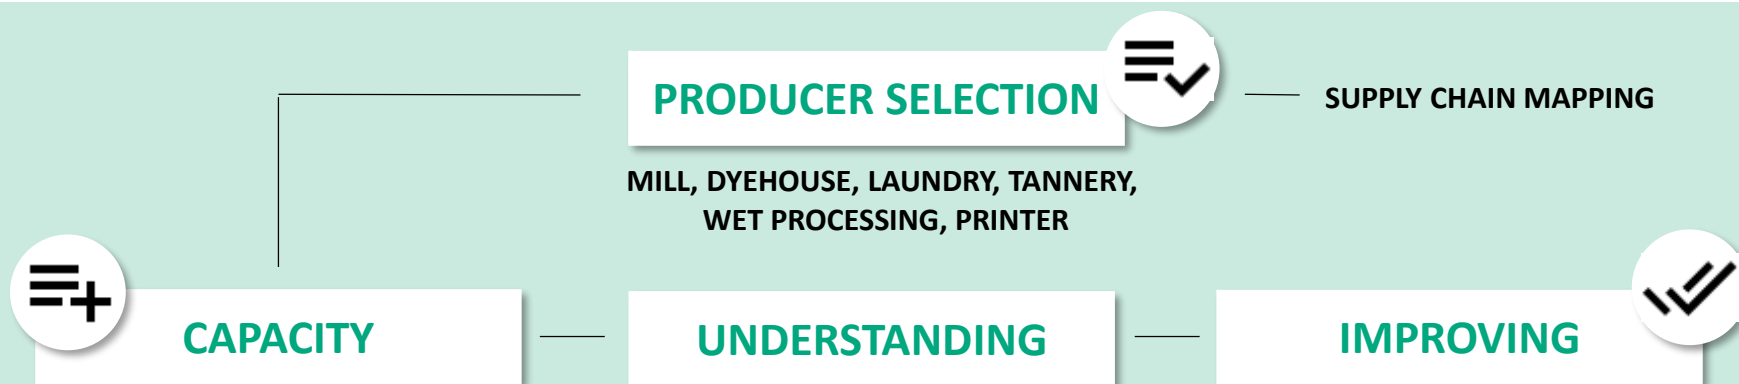 PRODUCER SELECTION
SUPPLY CHAIN MAPPING
MILL, DYEHOUSE, LAUNDRY, TANNERY,
WET PROCESSING, PRINTER
CAPACITY
UNDERSTANDING
IMPROVING